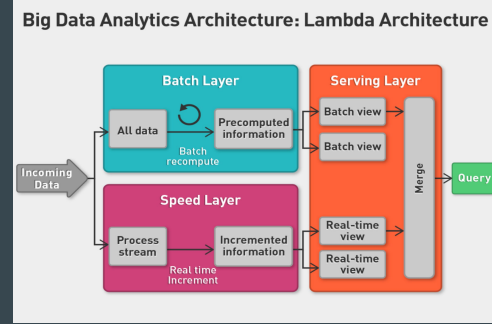 Big Data Analytics Architecture: Lambda Architecture
Batch Layer
All data
Batch
recompute
Precomputed
information
Serving Layer
Batch view
Batch view
Merge
Incoming
Data
Query
Speed Layer
Process
stream
Real time
Increment
Incremented
information
Real-time
view
Real-time
view